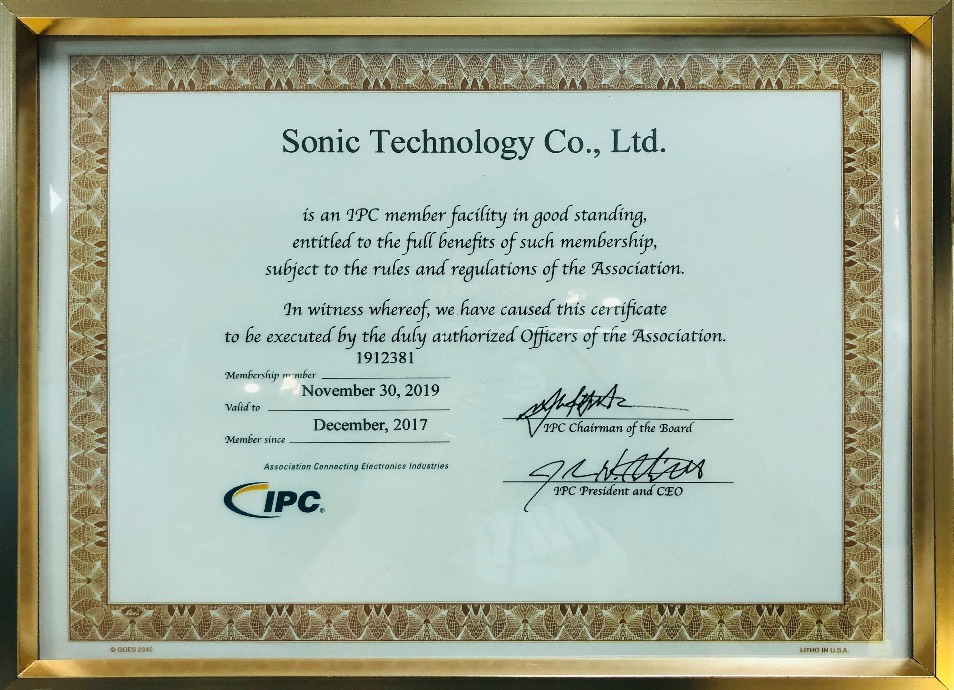 Sonic Technology Co., Ltd.
is an IPC member facility in good standing,
entitled to the full benefits of such membership,
subject to the rules and regulations of the Association.
In witness whereof, we have caused this certificate
to be executed by the duly authorized Officers of the Association.
1912381
Membership number
November 30, 2019
Valid to
December, 2017
Member since
IPC Chairman of the Board
IPC President and CEO
Association Connecting Electronics Industries
IPC®
© GOES 2345
LITHO IN U.S.A.